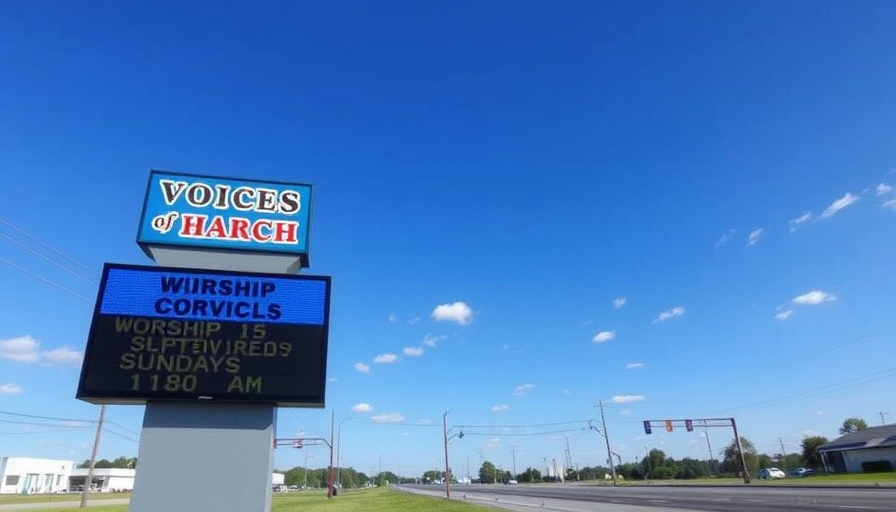 VOICES
of HARCH
WURSHIP
CORVICLS
WORSHIP 15
SUNDAYS
1180 AM